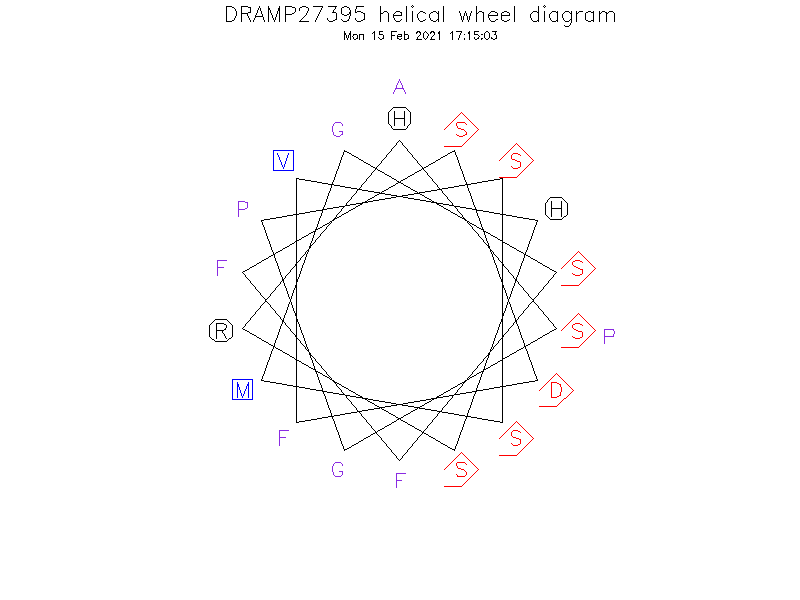 DRAMP27395 helical wheel diagram
Mon 15 Feb 2021 17:15:03
A
H
G S
V S
P H
F S
R S P
M D
F S
G F S